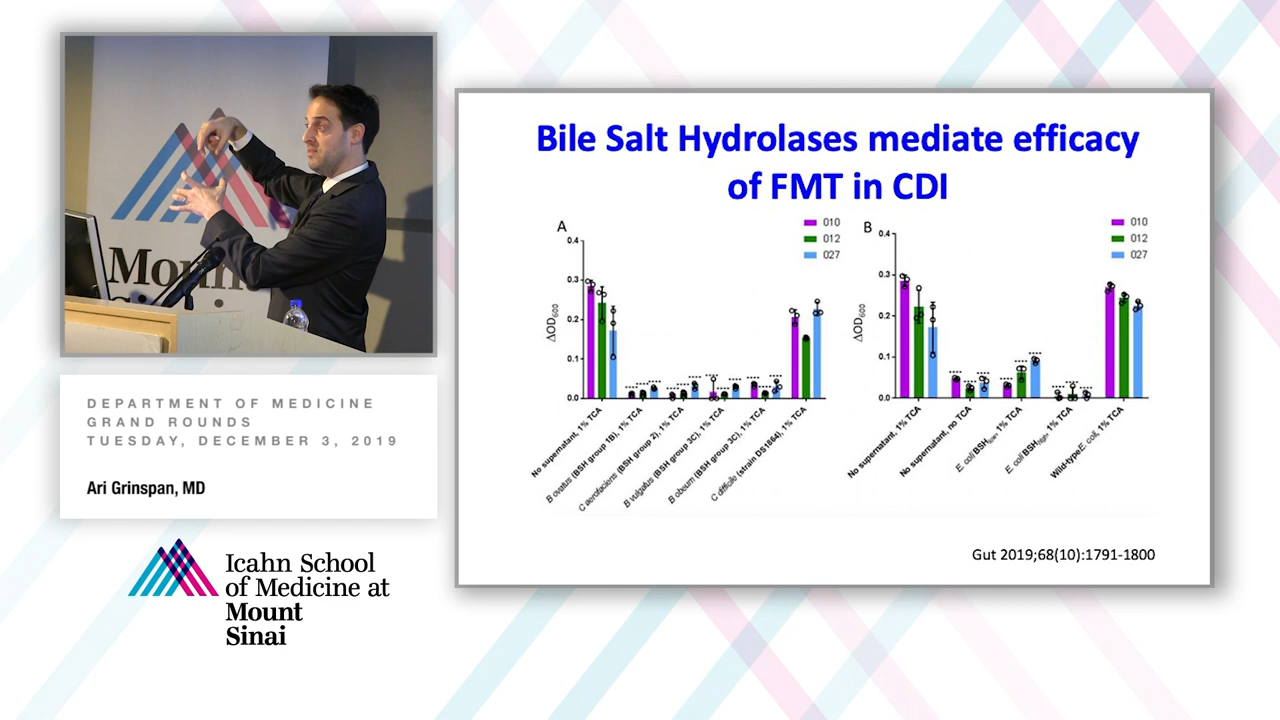 Mount
Sinai
DEPARTMENT OF MEDICINE
GRAND ROUNDS
TUESDAY, DECEMBER 3, 2019
Ari Grinspan, MD
Icahn School
of Medicine at
Mount
Sinai
Bile Salt Hydrolases mediate efficacy
of FMT in CDI
A
010
012
027
ΔOD600
0.4
0.3
0.2
0.1
0.0
No supernatant, 1% TCA
B ovatus (BSH group 1B), 1% TCA
C aerofaciens (BSH group 2), 1% TCA
B vulgatus (BSH group 3C), 1% TCA
B obeum (BSH group 3C), 1% TCA
C difficile (strain DS1864), 1% TCA
B
010
012
027
ΔOD600
0.4
0.3
0.2
0.1
0.0
No supernatant, 1% TCA
No supernatant, no TCA
E. coli BSHlow, 1% TCA
E. coli BSHhigh, 1% TCA
Wild-type E. coli, 1% TCA
Gut 2019;68(10):1791-1800